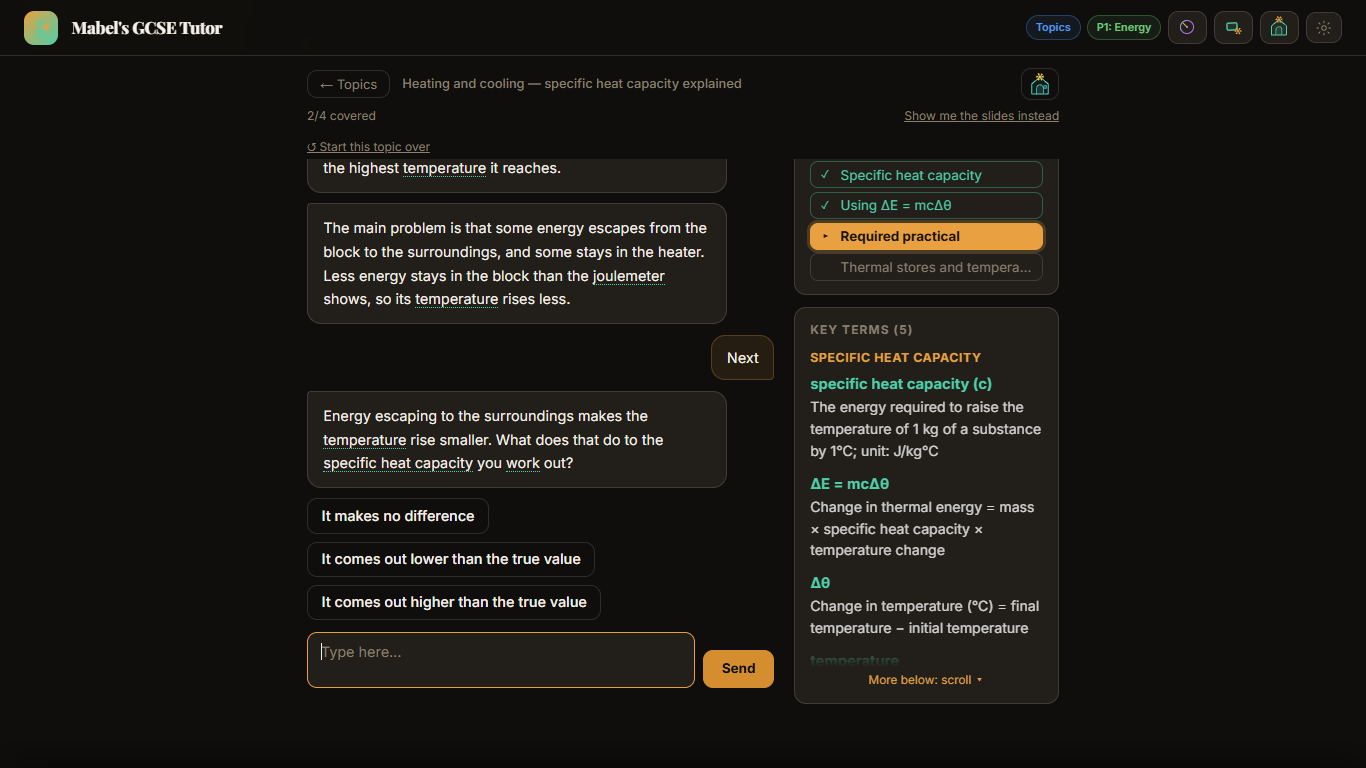 Mabel's GCSE Tutor
Topics
P1: Energy
← Topics
Heating and cooling — specific heat capacity explained
2/4 covered
Show me the slides instead
↺ Start this topic over
the highest temperature it reaches.
The main problem is that some energy escapes from the
block to the surroundings, and some stays in the heater.
Less energy stays in the block than the joulemeter
shows, so its temperature rises less.
Next
Energy escaping to the surroundings makes the
temperature rise smaller. What does that do to the
specific heat capacity you work out?
It makes no difference
It comes out lower than the true value
It comes out higher than the true value
Type here...
Send
✓ Specific heat capacity
✓ Using ΔE = mcΔθ
▸ Required practical
Thermal stores and tempera...
KEY TERMS (5)
SPECIFIC HEAT CAPACITY
specific heat capacity (c)
The energy required to raise the
temperature of 1 kg of a substance
by 1°C; unit: J/kg°C
ΔE = mcΔθ
Change in thermal energy = mass
× specific heat capacity ×
temperature change
Δθ
Change in temperature (°C) = final
temperature − initial temperature
temperature
More below: scroll ▾